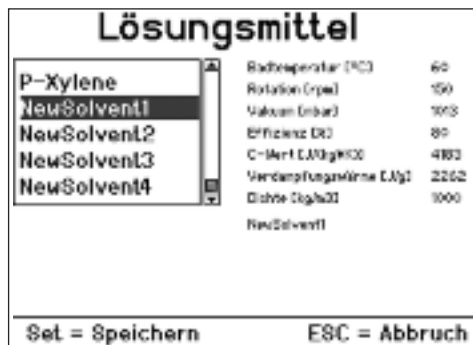 Lösungsmittel
P-Xylene
NewSolvent1
NewSolvent2
NewSolvent3
NewSolvent4
Badtemperatur [°C] 60
Rotation [rpm] 150
Vakuum [mbar] 1013
Effizienz [%] 80
C-Wert [J/(kg*K)] 4183
Verdampfungswärme [J/g] 2262
Dichte [kg/m3] 1000
NewSolvent1
Set = Speichern
ESC = Abbruch